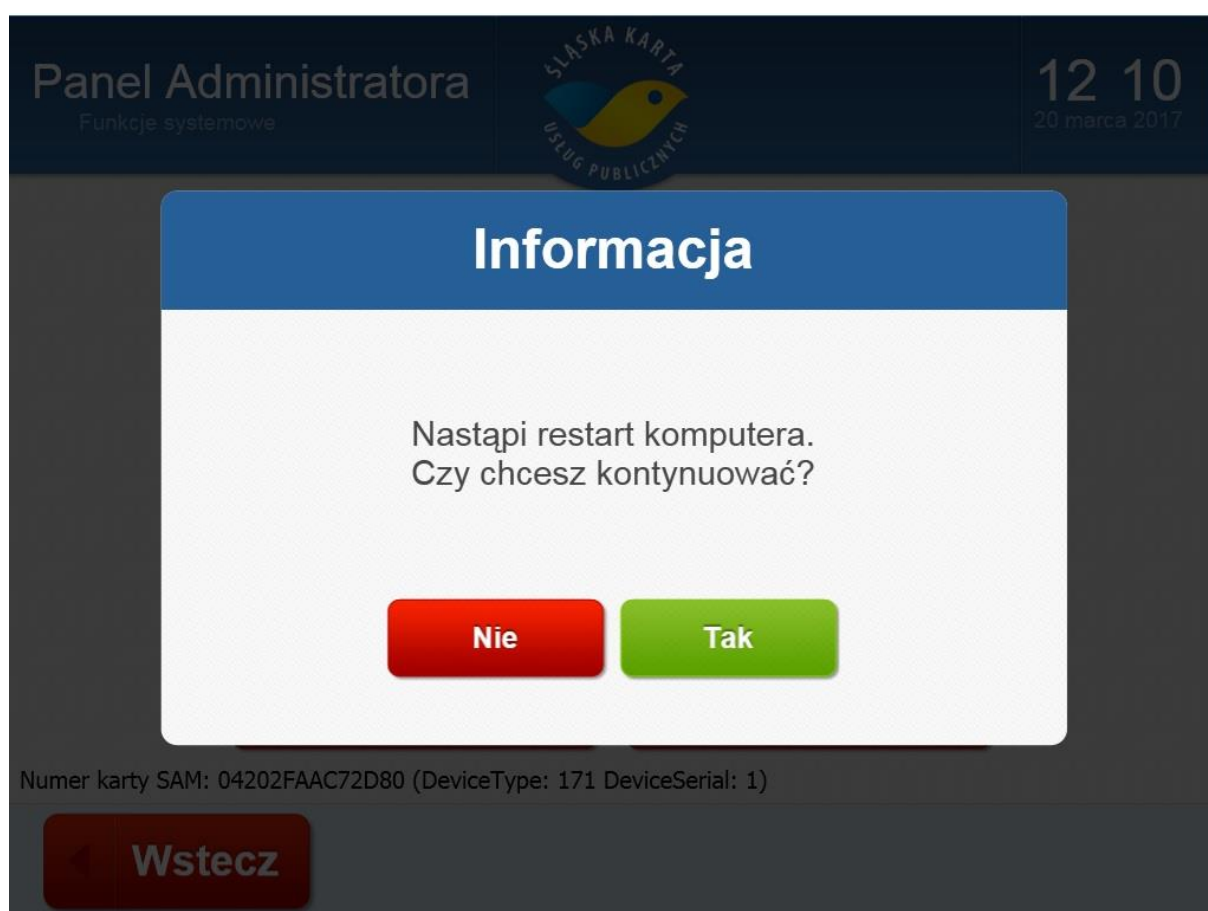 Panel Administratora
Funkcje systemowe
ŚLĄSKA KARTA
USŁUG PUBLICZNYCH
12 10
20 marca 2017
Informacja
Nastąpi restart komputera.
Czy chcesz kontynuować?
Nie
Tak
Numer karty SAM: 04202FAAC72D80 (DeviceType: 171 DeviceSerial: 1)
Wstecz